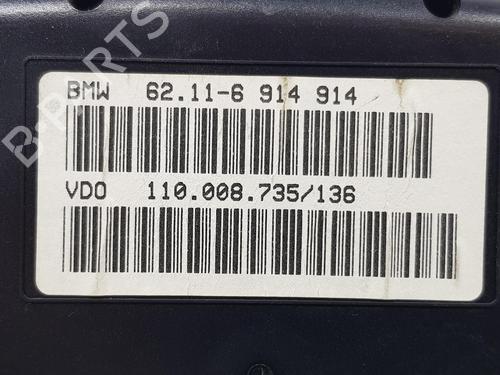 B-PARTS
BMW 62.11-6 914 914
VDO 110.008.735/136